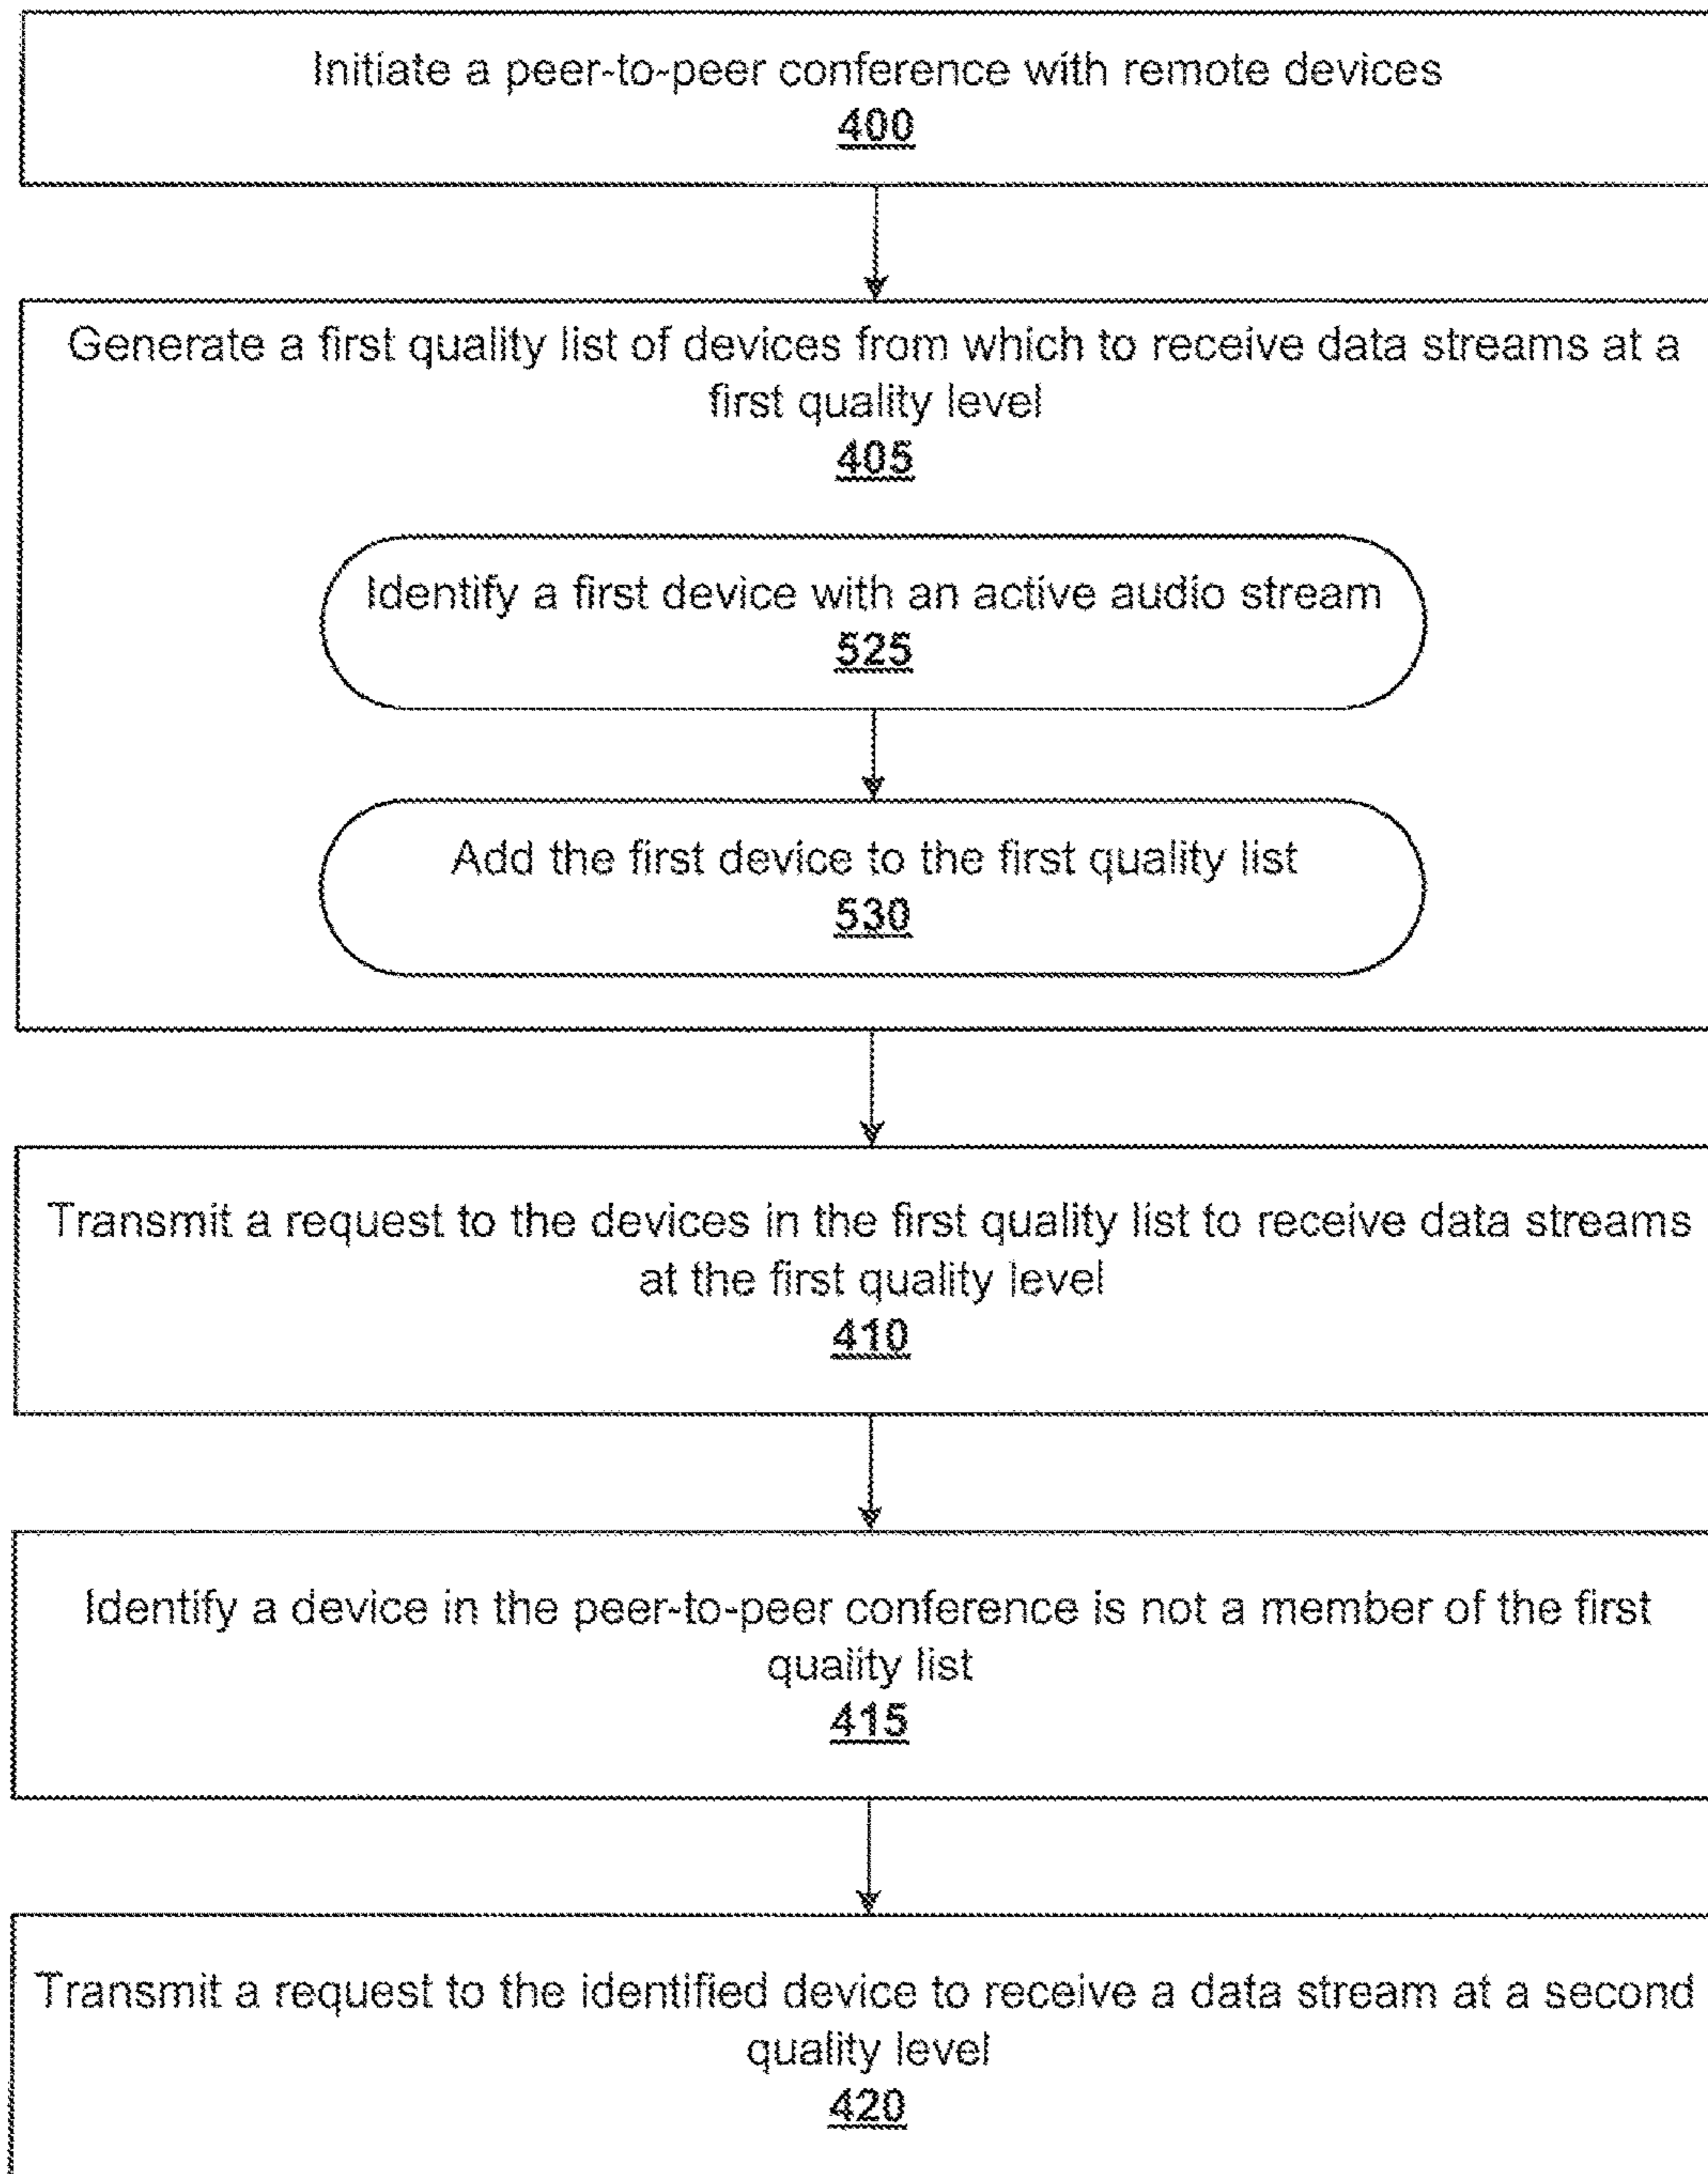 Initiate a peer-to-peer conference with remote devices
400
Generate a first quality list of devices from which to receive data streams at a
first quality level
405
Identify a first device with an active audio stream
525
Add the first device to the first quality list
530
Transmit a request to the devices in the first quality list to receive data streams
at the first quality level
410
Identify a device in the peer-to-peer conference is not a member of the first
quality list
415
Transmit a request to the identified device to receive a data stream at a second
quality level
420